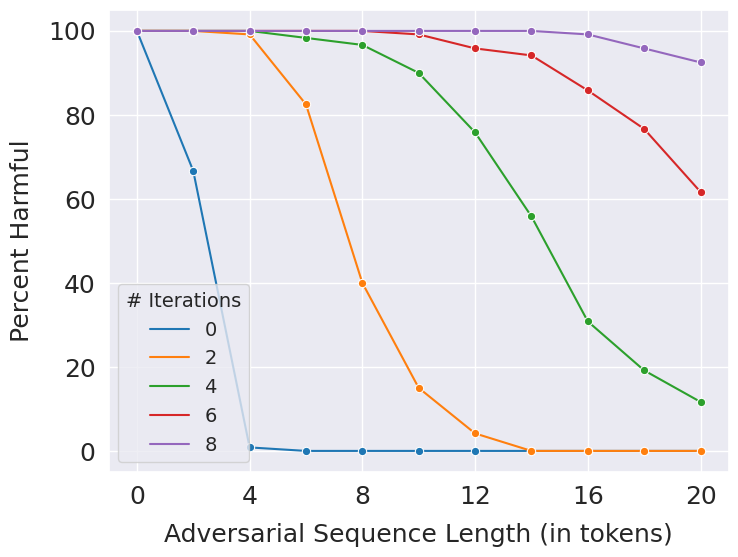 Percent Harmful
100
80
60
40
20
0
# Iterations
0
2
4
6
8
0 4 8 12 16 20
Adversarial Sequence Length (in tokens)